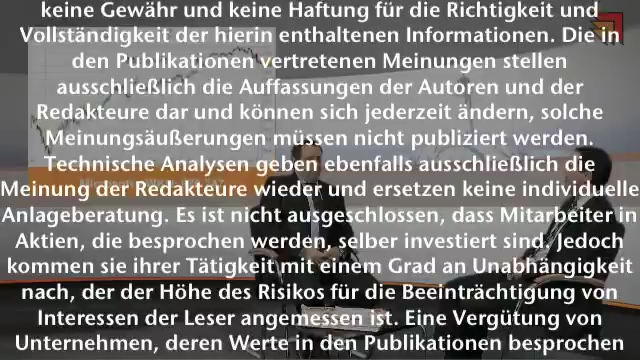 keine Gewähr und keine Haftung für die Richtigkeit und
Vollständigkeit der hierin enthaltenen Informationen. Die in
den Publikationen vertretenen Meinungen stellen
ausschließlich die Auffassungen der Autoren und der
Redakteure dar und können sich jederzeit ändern, solche
Meinungsäußerungen müssen nicht publiziert werden.
Technische Analysen geben ebenfalls ausschließlich die
Meinung der Redakteure wieder und ersetzen keine individuelle
Anlageberatung. Es ist nicht ausgeschlossen, dass Mitarbeiter in
Aktien, die besprochen werden, selber investiert sind. Jedoch
kommen sie ihrer Tätigkeit mit einem Grad an Unabhängigkeit
nach, der der Höhe des Risikos für die Beeinträchtigung von
Interessen der Leser angemessen ist. Eine Vergütung von
Unternehmen, deren Werte in den Publikationen besprochen